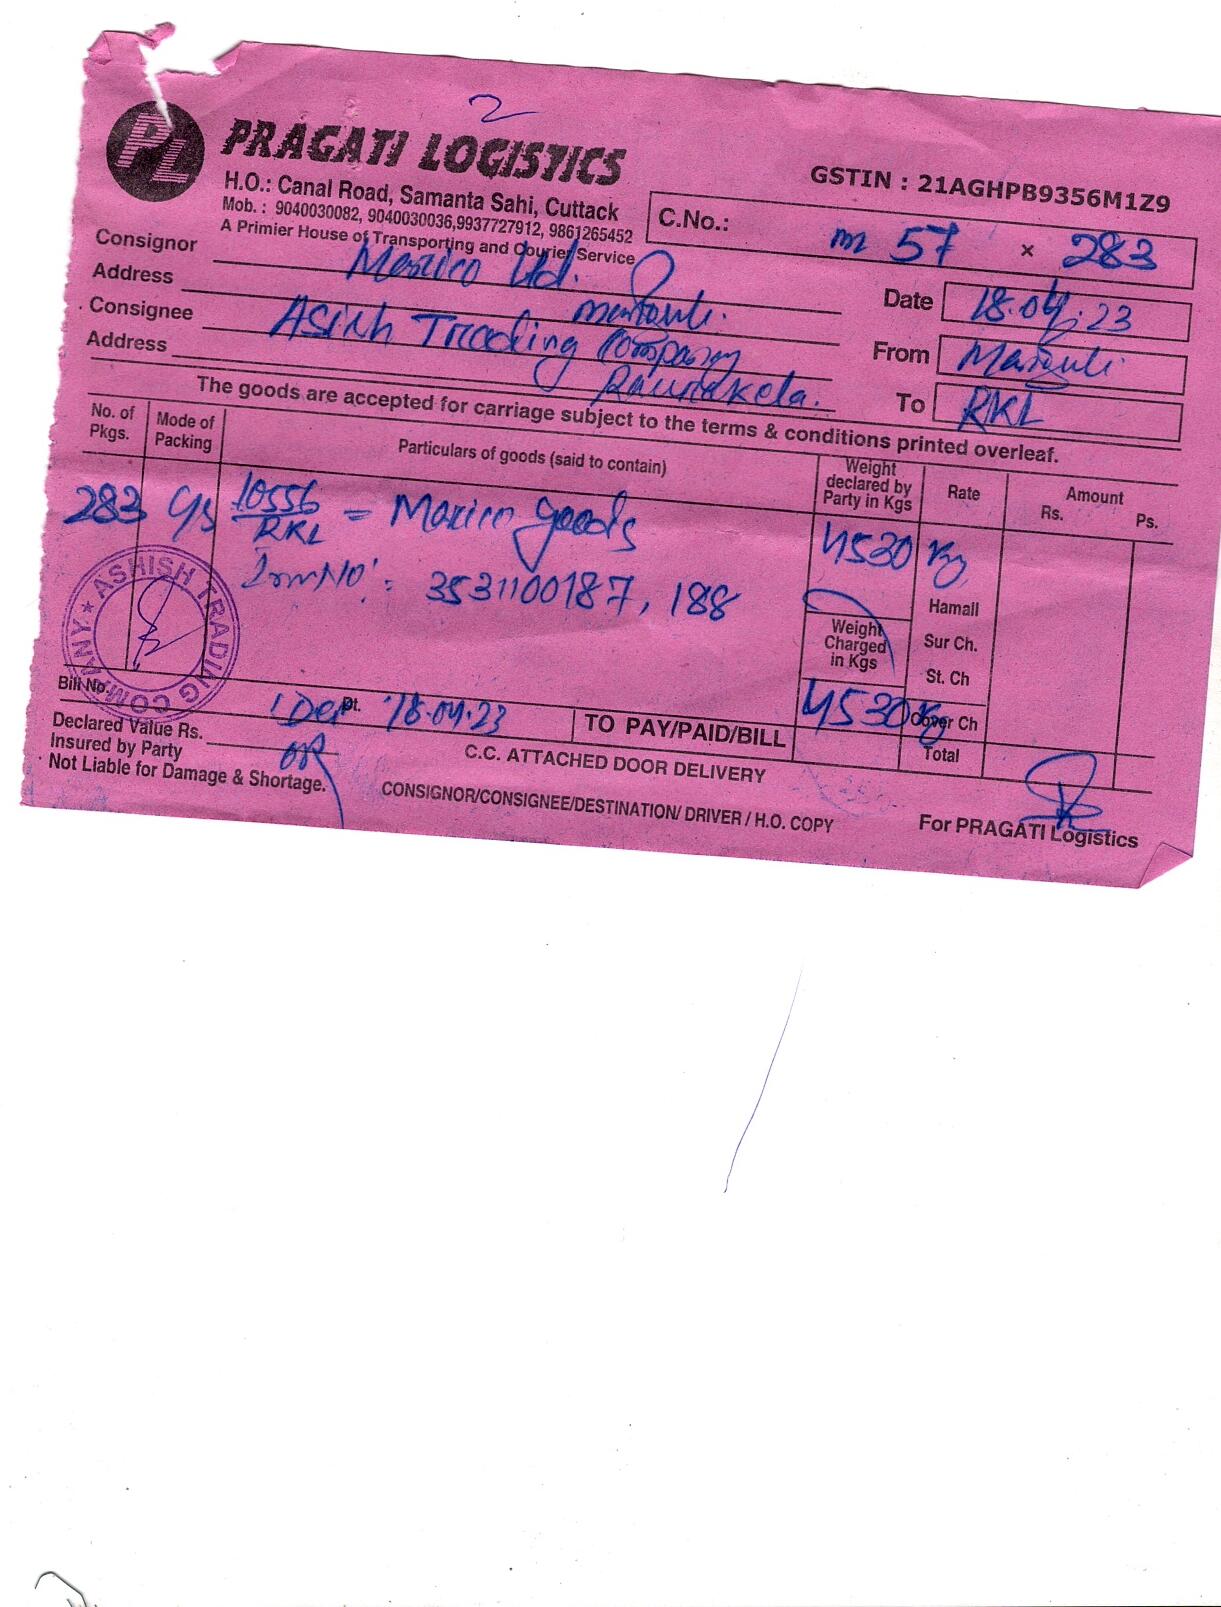 2
PL
PRAGATI LOGISTICS
H.O.: Canal Road, Samanta Sahi, Cuttack
Mob. : 9040030082, 9040030036,9937727912, 9861265452
A Primier House of Transporting and Courier Service
GSTIN : 21AGHPB9356M1Z9
C.No.: m 57 × 283
Consignor Marico Ltd.
Address
Consignee Asish Trading Company
Address Rourakela.
Date 18.04.23
From
To RKL
The goods are accepted for carriage subject to the terms & conditions printed overleaf.
No. of Pkgs. Mode of Packing Particulars of goods (said to contain) Weight declared by Party in Kgs Rate Amount Rs. Ps.
283 C/S 10556/RKL = Marico goods 4530 Kg
3531100187, 188
Hamall
Weight Charged in Kgs Sur Ch.
St. Ch
4530 Kg Cover Ch
Total
ASHISH TRADING COMPANY
Bill No. Dt. 18.04.23 TO PAY/PAID/BILL
Declared Value Rs.
Insured by Party
Not Liable for Damage & Shortage.
C.C. ATTACHED DOOR DELIVERY
CONSIGNOR/CONSIGNEE/DESTINATION/ DRIVER / H.O. COPY
For PRAGATI Logistics